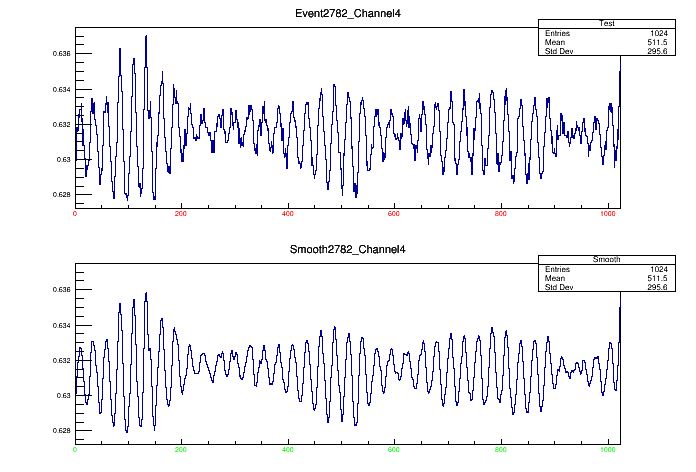 Event2782_Channel4
Test
Entries 1024
Mean 511.5
Std Dev 295.6
0.636
0.634
0.632
0.63
0.628
0 200 400 600 800 1000
Smooth2782_Channel4
Smooth
Entries 1024
Mean 511.5
Std Dev 295.6
0.636
0.634
0.632
0.63
0.628
0 200 400 600 800 1000